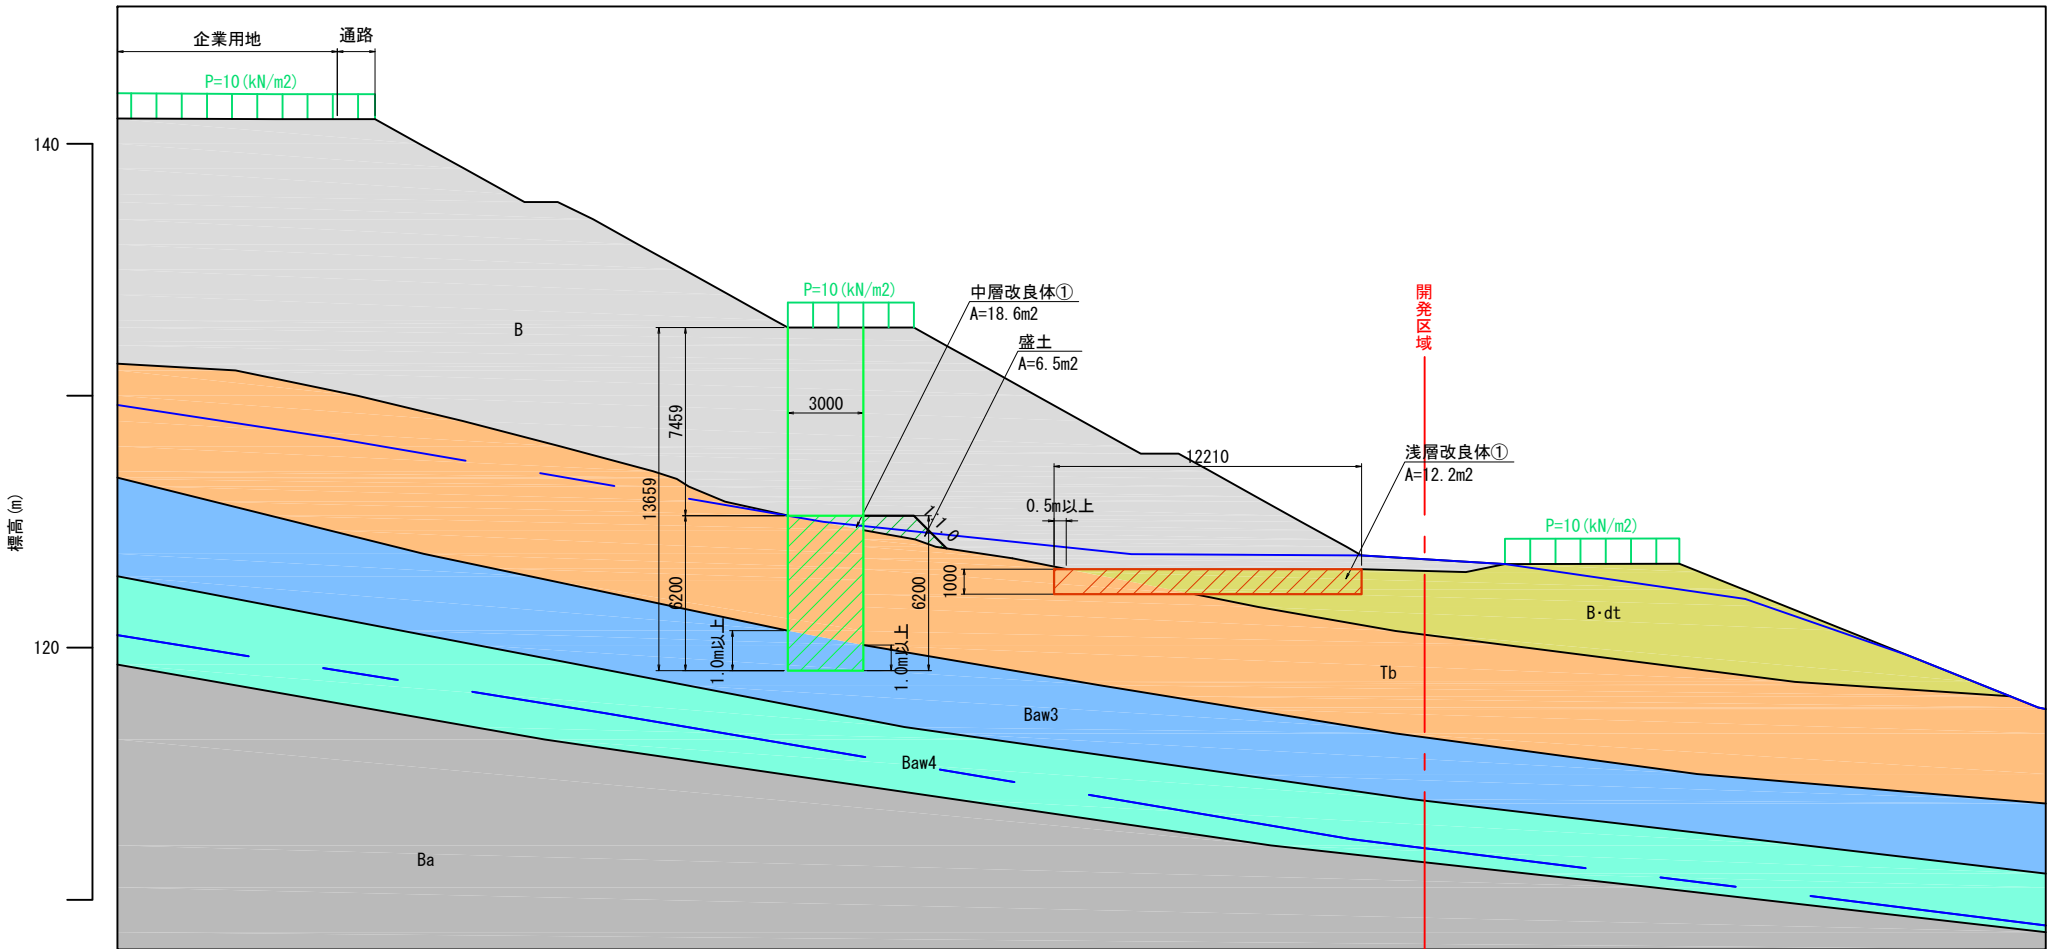 企業用地
通路
P=10(kN/m2)
140
P=10(kN/m2)
中層改良体①
A=18.6m2
開発区域
B
盛土
A=6.5m2
7459
3000
13659
12210
浅層改良体①
A=12.2m2
0.5m以上
1:1.0
標高(m)
P=10(kN/m2)
6200
6200
1000
B・dt
120
1.0m以上
1.0m以上
Tb
Baw3
Baw4
Ba